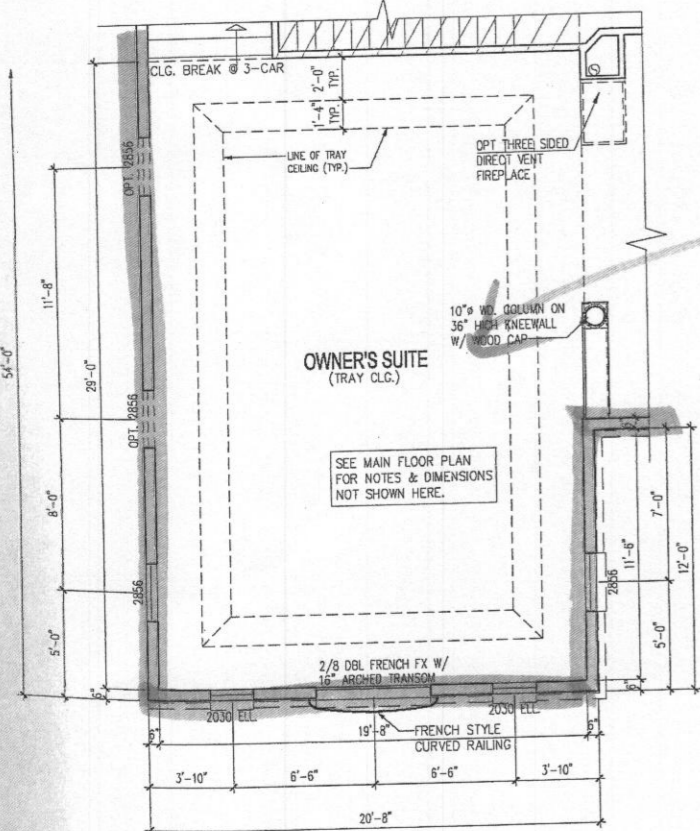 CLG. BREAK @ 3-CAR
2'-0"
TYP.
1'-4"
TYP.
LINE OF TRAY
CEILING (TYP.)
OPT THREE SIDED
DIRECT VENT
FIREPLACE
OPT. 2856
11'-8"
54'-0"
29'-0"
10"ø WD. COLUMN ON
36" HIGH KNEEWALL
W/ WOOD CAP
OWNER'S SUITE
(TRAY CLG.)
OPT. 2856
SEE MAIN FLOOR PLAN
FOR NOTES & DIMENSIONS
NOT SHOWN HERE.
8'-0"
2856
5'-0"
6"
7'-0"
12'-0"
11'-6"
2856
5'-0"
6"
2/8 DBL FRENCH FX W/
16" ARCHED TRANSOM
2030 ELL.
2030 ELL.
6"
19'-8"
FRENCH STYLE
CURVED RAILING
6"
3'-10"
6'-6"
6'-6"
3'-10"
20'-8"